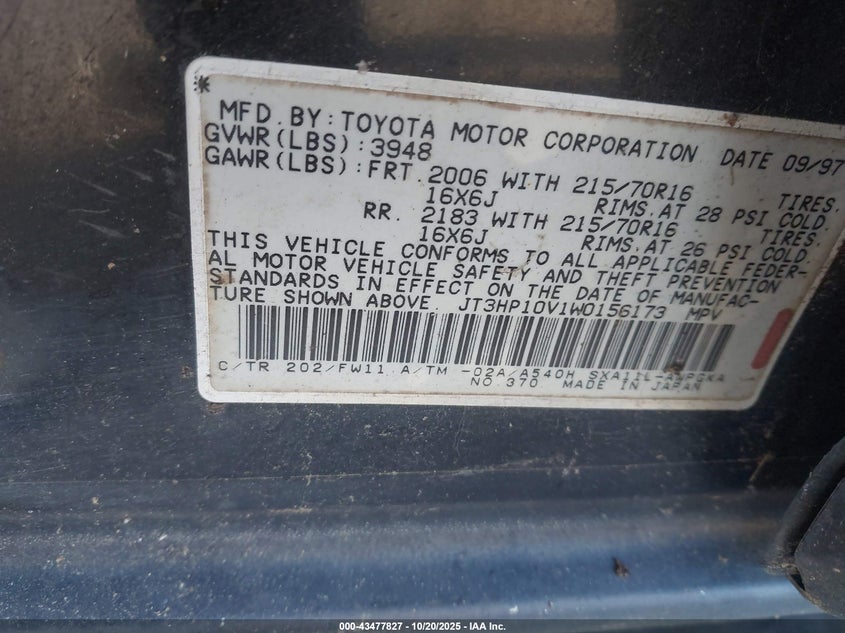 *
MFD. BY: TOYOTA MOTOR CORPORATION DATE 09/97
GVWR(LBS):3948
GAWR(LBS):FRT. 2006 WITH 215/70R16 TIRES.
16X6J RIMS.AT 28 PSI COLD.
RR. 2183 WITH 215/70R16 TIRES.
16X6J RIMS.AT 26 PSI COLD.
THIS VEHICLE CONFORMS TO ALL APPLICABLE FEDER-
AL MOTOR VEHICLE SAFETY AND THEFT PREVENTION
STANDARDS IN EFFECT ON THE DATE OF MANUFAC-
TURE SHOWN ABOVE. JT3HP10V1W0156173 MPV
C/TR 202/FW11 A/TM -02A/A540H
NO.370 MADE IN JAPAN
000-43477827 - 10/20/2025 - IAA Inc.